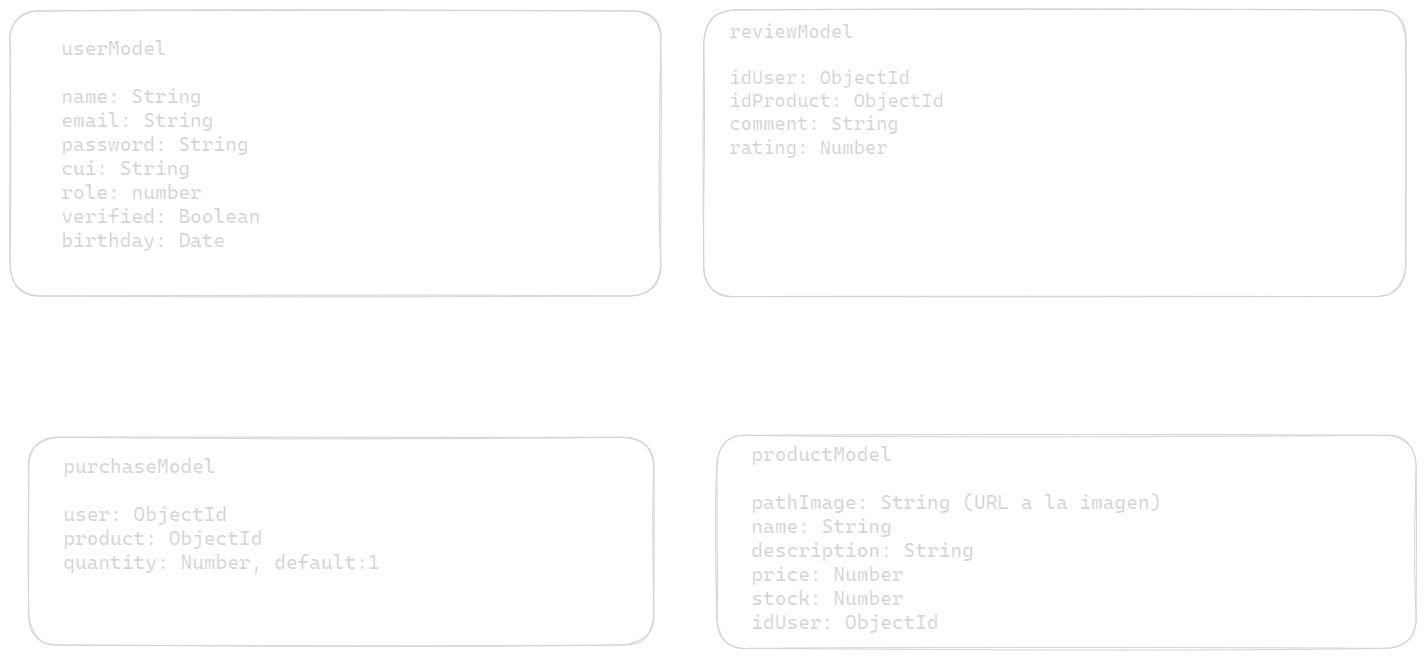 userModel
name: String
email: String
password: String
cui: String
role: number
verified: Boolean
birthday: Date
reviewModel
idUser: ObjectId
idProduct: ObjectId
comment: String
rating: Number
purchaseModel
user: ObjectId
product: ObjectId
quantity: Number, default:1
productModel
pathImage: String (URL a la imagen)
name: String
description: String
price: Number
stock: Number
idUser: ObjectId